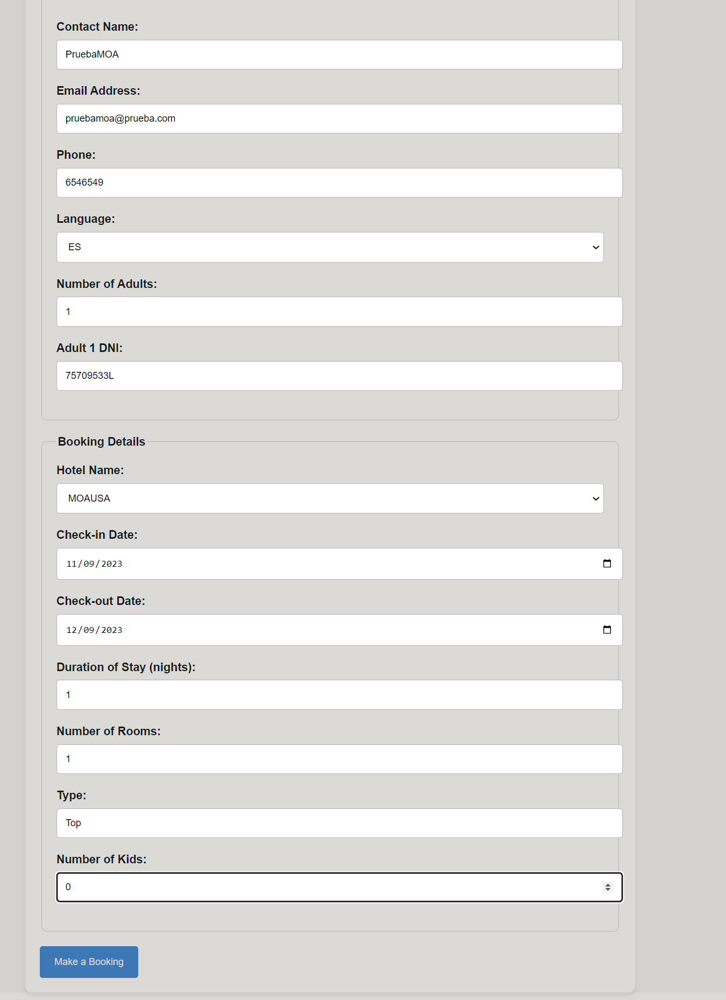 Contact Name:
PruebaMOA
Email Address:
pruebamoa@prueba.com
Phone:
6546549
Language:
ES
Number of Adults:
1
Adult 1 DNI:
75709533L
Booking Details
Hotel Name:
MOAUSA
Check-in Date:
11/09/2023
Check-out Date:
12/09/2023
Duration of Stay (nights):
1
Number of Rooms:
1
Type:
Top
Number of Kids:
0
Make a Booking